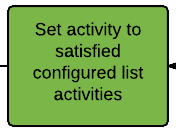 Set activity to
satisfied
configured list
activities